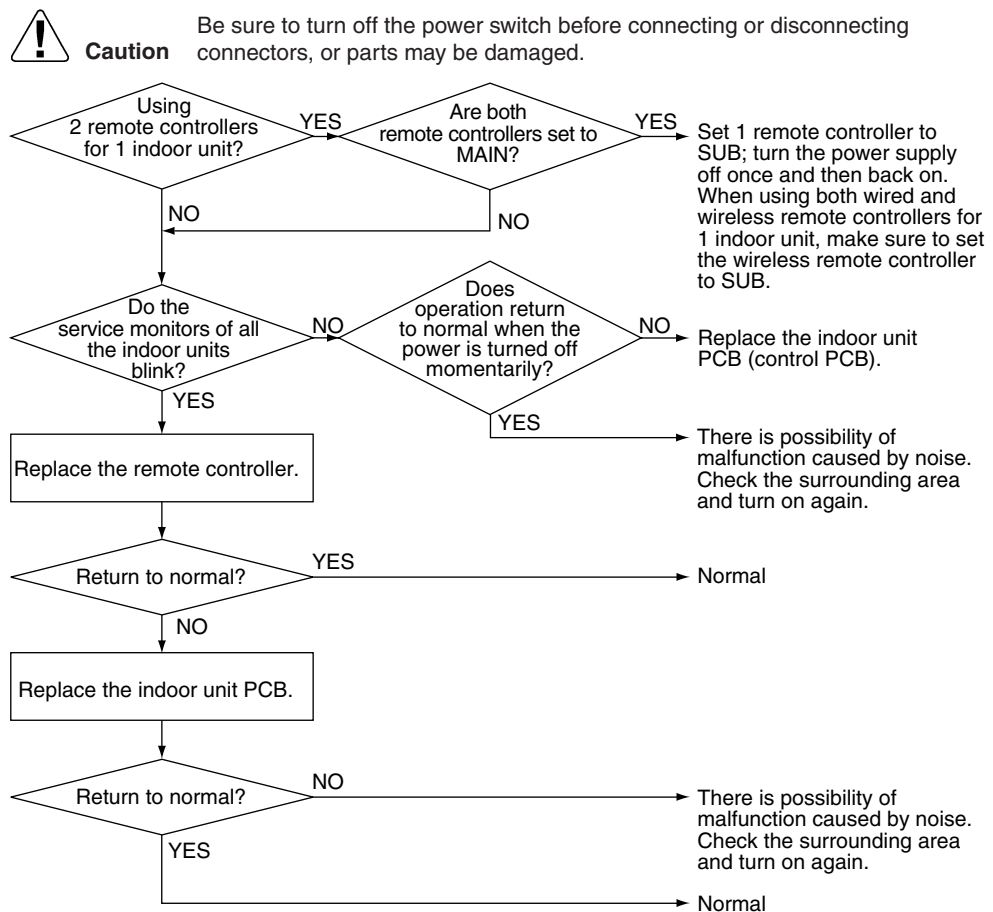 Be sure to turn off the power switch before connecting or disconnecting
Caution
connectors, or parts may be damaged.
Using
2 remote controllers
for 1 indoor unit?
YES
Are both
remote controllers set to
MAIN?
YES
Set 1 remote controller to
SUB; turn the power supply
off once and then back on.
When using both wired and
wireless remote controllers for
1 indoor unit, make sure to set
the wireless remote controller
to SUB.
NO
NO
Do the
service monitors of all
the indoor units
blink?
NO
Does
operation return
to normal when the
power is turned off
momentarily?
NO
Replace the indoor unit
PCB (control PCB).
YES
YES
There is possibility of
malfunction caused by noise.
Check the surrounding area
and turn on again.
Replace the remote controller.
Return to normal?
YES
Normal
NO
Replace the indoor unit PCB.
Return to normal?
NO
There is possibility of
malfunction caused by noise.
Check the surrounding area
and turn on again.
YES
Normal